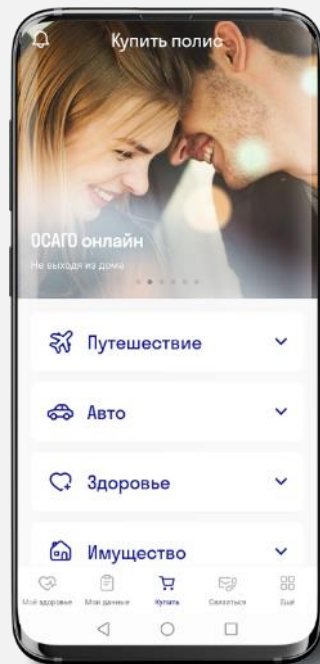 Купить полис
ОСАГО онлайн
Не выходя из дома
Путешествие
Авто
Здоровье
Имущество
Моё здоровье
Мои данные
Купить
Связаться
Ещё